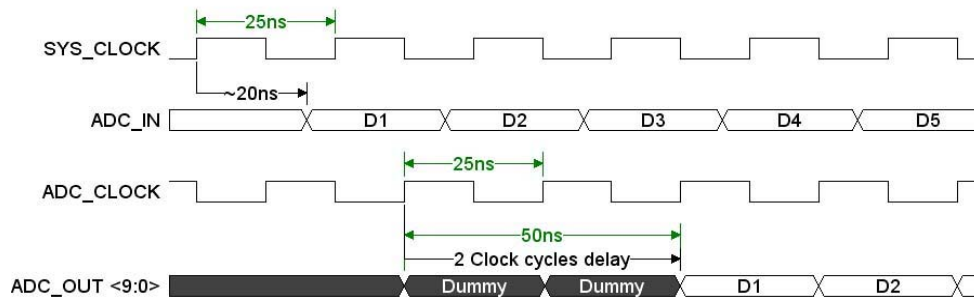 25ns
SYS_CLOCK
~20ns
ADC_IN D1 D2 D3 D4 D5
25ns
ADC_CLOCK
50ns
2 Clock cycles delay
ADC_OUT <9:0> Dummy Dummy D1 D2